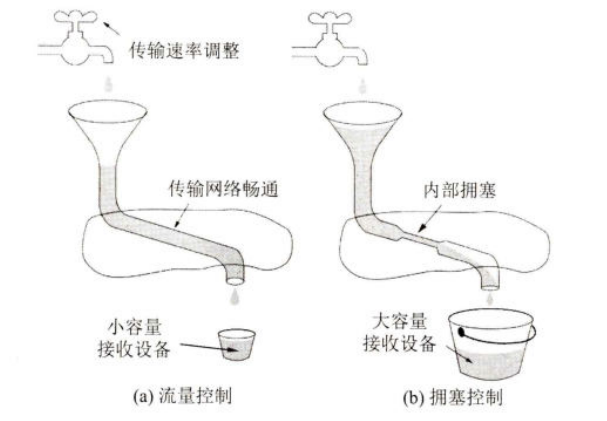 传输速率调整
传输网络畅通
小容量
接收设备
(a) 流量控制
内部拥塞
大容量
接收设备
(b) 拥塞控制